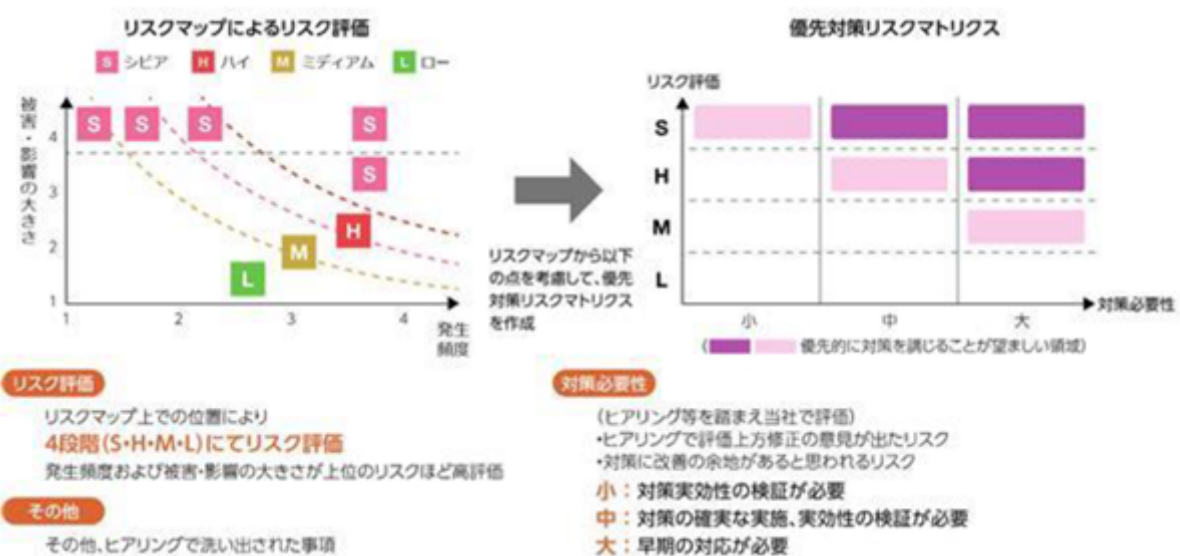 リスクマップによるリスク評価
S シビア H ハイ M ミディアム L ロー
被害・影響の大きさ
4
3
2
1
S S S S
S
H
M
L
1 2 3 4
発生
頻度
リスクマップから以下
の点を考慮して、優先
対策リスクマトリクス
を作成
優先対策リスクマトリクス
リスク評価
S
H
M
L
小 中 大
対策必要性
( 優先的に対策を講じることが望ましい領域)
リスク評価
リスクマップ上での位置により
4段階(S・H・M・L)にてリスク評価
発生頻度および被害・影響の大きさが上位のリスクほど高評価
その他
その他、ヒアリングで洗い出された事項
対策必要性
(ヒアリング等を踏まえ当社で評価)
・ヒアリングで評価上方修正の意見が出たリスク
・対策に改善の余地があると思われるリスク
小:対策実効性の検証が必要
中:対策の確実な実施、実効性の検証が必要
大:早期の対応が必要